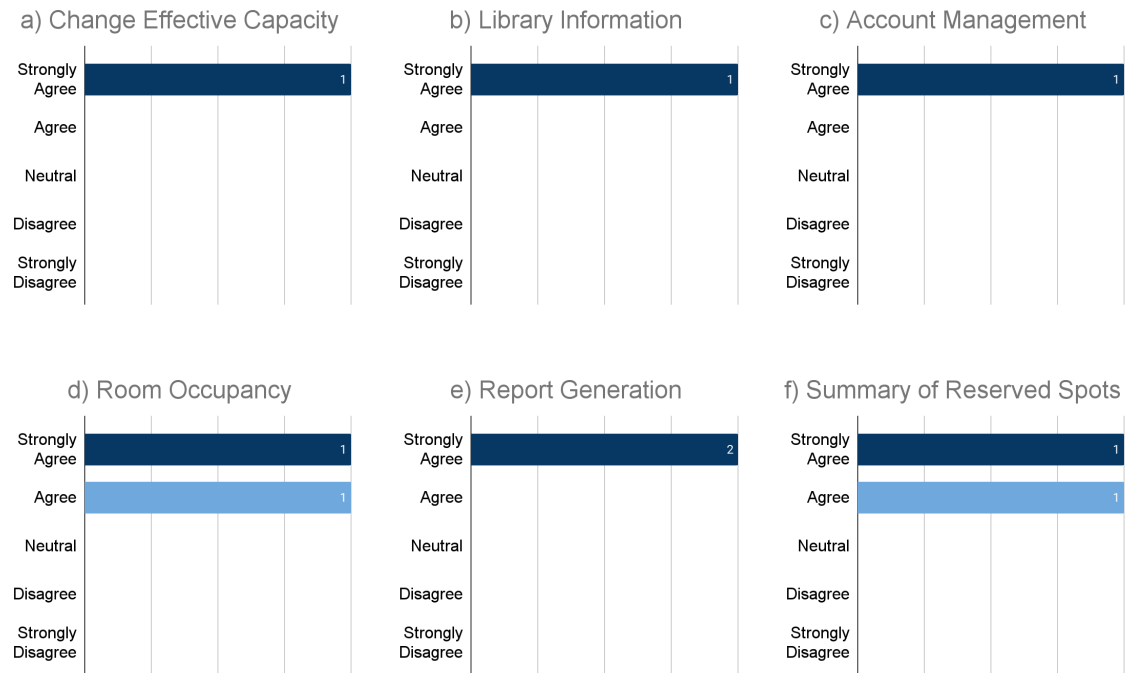 a) Change Effective Capacity
Strongly
Agree
1
Agree
Neutral
Disagree
Strongly
Disagree
b) Library Information
Strongly
Agree
1
Agree
Neutral
Disagree
Strongly
Disagree
c) Account Management
Strongly
Agree
1
Agree
Neutral
Disagree
Strongly
Disagree
d) Room Occupancy
Strongly
Agree
1
Agree
1
Neutral
Disagree
Strongly
Disagree
e) Report Generation
Strongly
Agree
2
Agree
Neutral
Disagree
Strongly
Disagree
f) Summary of Reserved Spots
Strongly
Agree
1
Agree
1
Neutral
Disagree
Strongly
Disagree